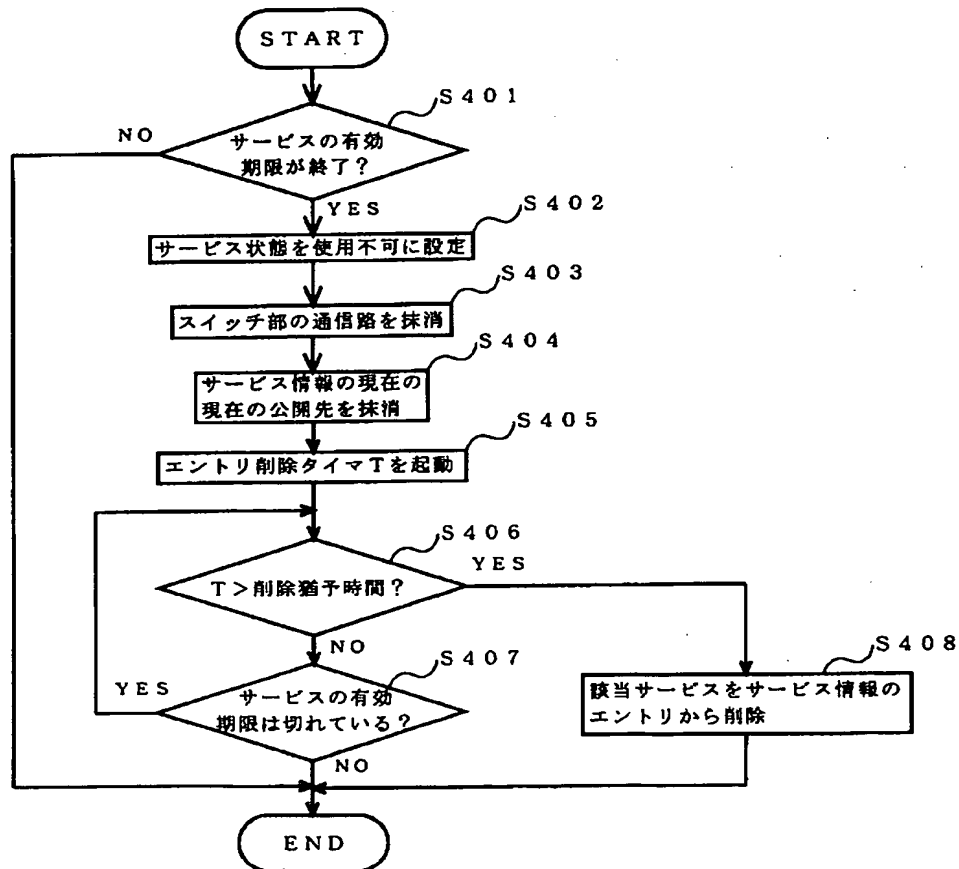 START
S401
NO
サービスの有効
期限が終了?
YES
S402
サービス状態を使用不可に設定
S403
スイッチ部の通信路を抹消
S404
サービス情報の現在の
現在の公開先を抹消
S405
エントリ削除タイマTを起動
S406
YES
T>削除猶予時間?
NO
S407
YES
サービスの有効
期限は切れている?
NO
S408
該当サービスをサービス情報の
エントリから削除
END